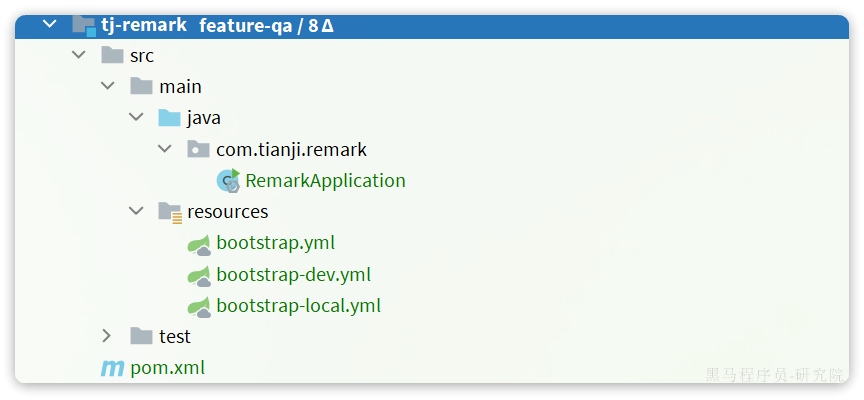 tj-remark feature-qa / 8 Δ
src
main
java
com.tianji.remark
RemarkApplication
resources
bootstrap.yml
bootstrap-dev.yml
bootstrap-local.yml
test
pom.xml
黑马程序员-研究院